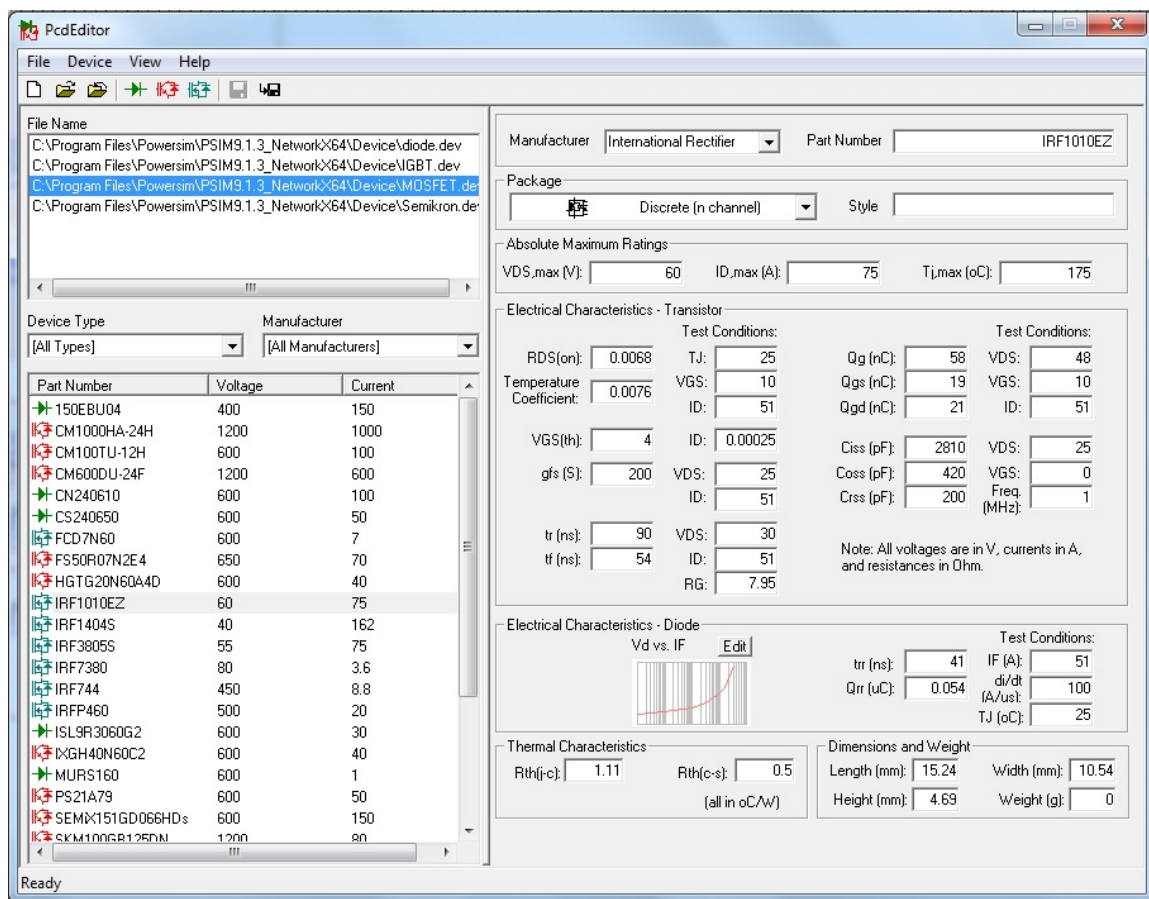 PcdEditor
File Device View Help
File Name
C:\Program Files\Powersim\PSIM9.1.3_NetworkX64\Device\diode.dev
C:\Program Files\Powersim\PSIM9.1.3_NetworkX64\Device\IGBT.dev
C:\Program Files\Powersim\PSIM9.1.3_NetworkX64\Device\MOSFET.de
C:\Program Files\Powersim\PSIM9.1.3_NetworkX64\Device\Semikron.de
Device Type Manufacturer
[All Types] [All Manufacturers]
Part Number Voltage Current
150EBU04 400 150
CM1000HA-24H 1200 1000
CM100TU-12H 600 100
CM600DU-24F 1200 600
CN240610 600 100
CS240650 600 50
FCD7N60 600 7
FS50R07N2E4 650 70
HGTG20N60A4D 600 40
IRF1010EZ 60 75
IRF1404S 40 162
IRF3805S 55 75
IRF7380 80 3.6
IRF744 450 8.8
IRFP460 500 20
ISL9R3060G2 600 30
IXGH40N60C2 600 40
MURS160 600 1
PS21A79 600 50
SEMiX151GD066HDs 600 150
SKM100GB125DN 1200 80
Ready
Manufacturer International Rectifier Part Number IRF1010EZ
Package
Discrete (n channel) Style
Absolute Maximum Ratings
VDS,max (V): 60 ID,max (A): 75 Tj,max (oC): 175
Electrical Characteristics - Transistor
Test Conditions: Test Conditions:
RDS(on): 0.0068 TJ: 25 Qg (nC): 58 VDS: 48
Temperature Coefficient: 0.0076 VGS: 10 Qgs (nC): 19 VGS: 10
ID: 51 Qgd (nC): 21 ID: 51
VGS(th): 4 ID: 0.00025 Ciss (pF): 2810 VDS: 25
gfs (S): 200 VDS: 25 Coss (pF): 420 VGS: 0
ID: 51 Crss (pF): 200 Freq. (MHz): 1
tr (ns): 90 VDS: 30
tf (ns): 54 ID: 51
RG: 7.95
Note: All voltages are in V, currents in A,
and resistances in Ohm.
Electrical Characteristics - Diode
Test Conditions:
Vd vs. IF Edit
trr (ns): 41 IF (A): 51
Qrr (uC): 0.054 di/dt (A/us): 100
TJ (oC): 25
Thermal Characteristics
Rth(j-c): 1.11 Rth(c-s): 0.5
(all in oC/W)
Dimensions and Weight
Length (mm): 15.24 Width (mm): 10.54
Height (mm): 4.69 Weight (g): 0